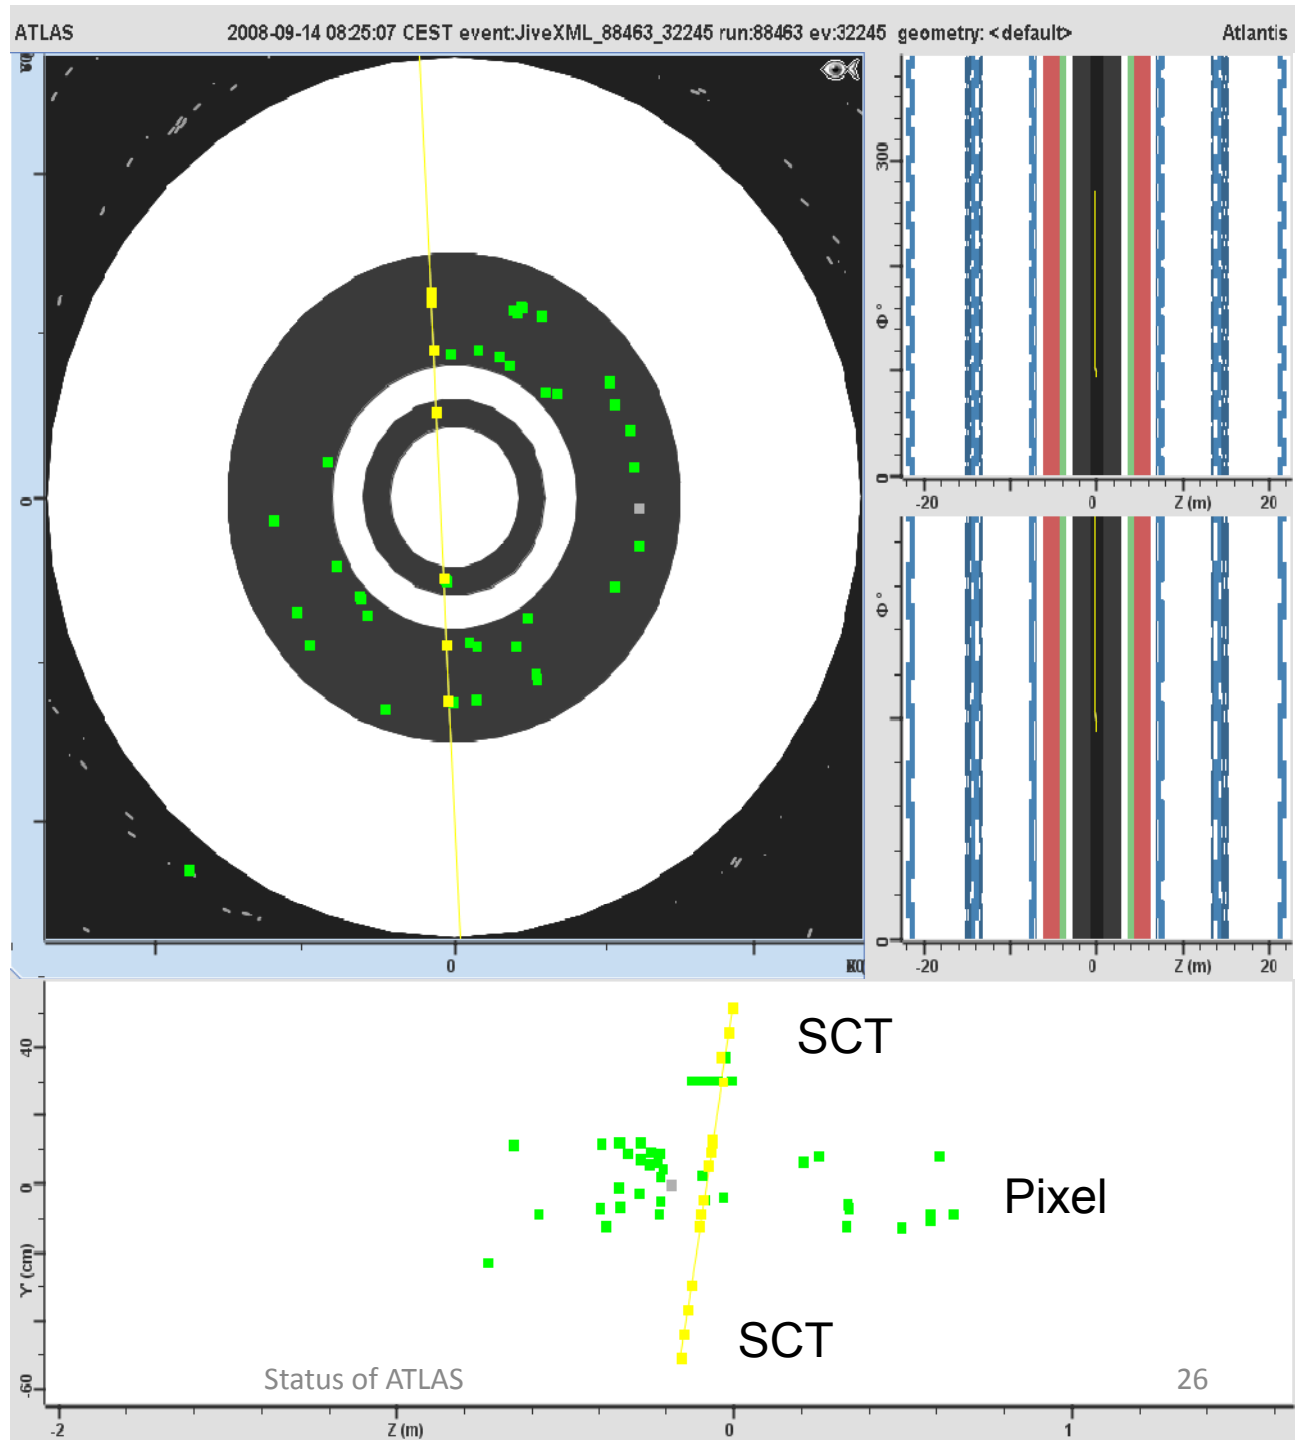 ATLAS 2008-09-14 08:25:07 CEST event:JiveXML_88463_32245 run:88463 ev:32245 geometry: <default> Atlantis
0
0
300
Φ°
0
-20 0 Z (m) 20
Φ°
0
-20 0 Z (m) 20
SCT
40
0
Pixel
Y' (cm)
SCT
-60
Status of ATLAS 26
-2 Z (m) 0 1